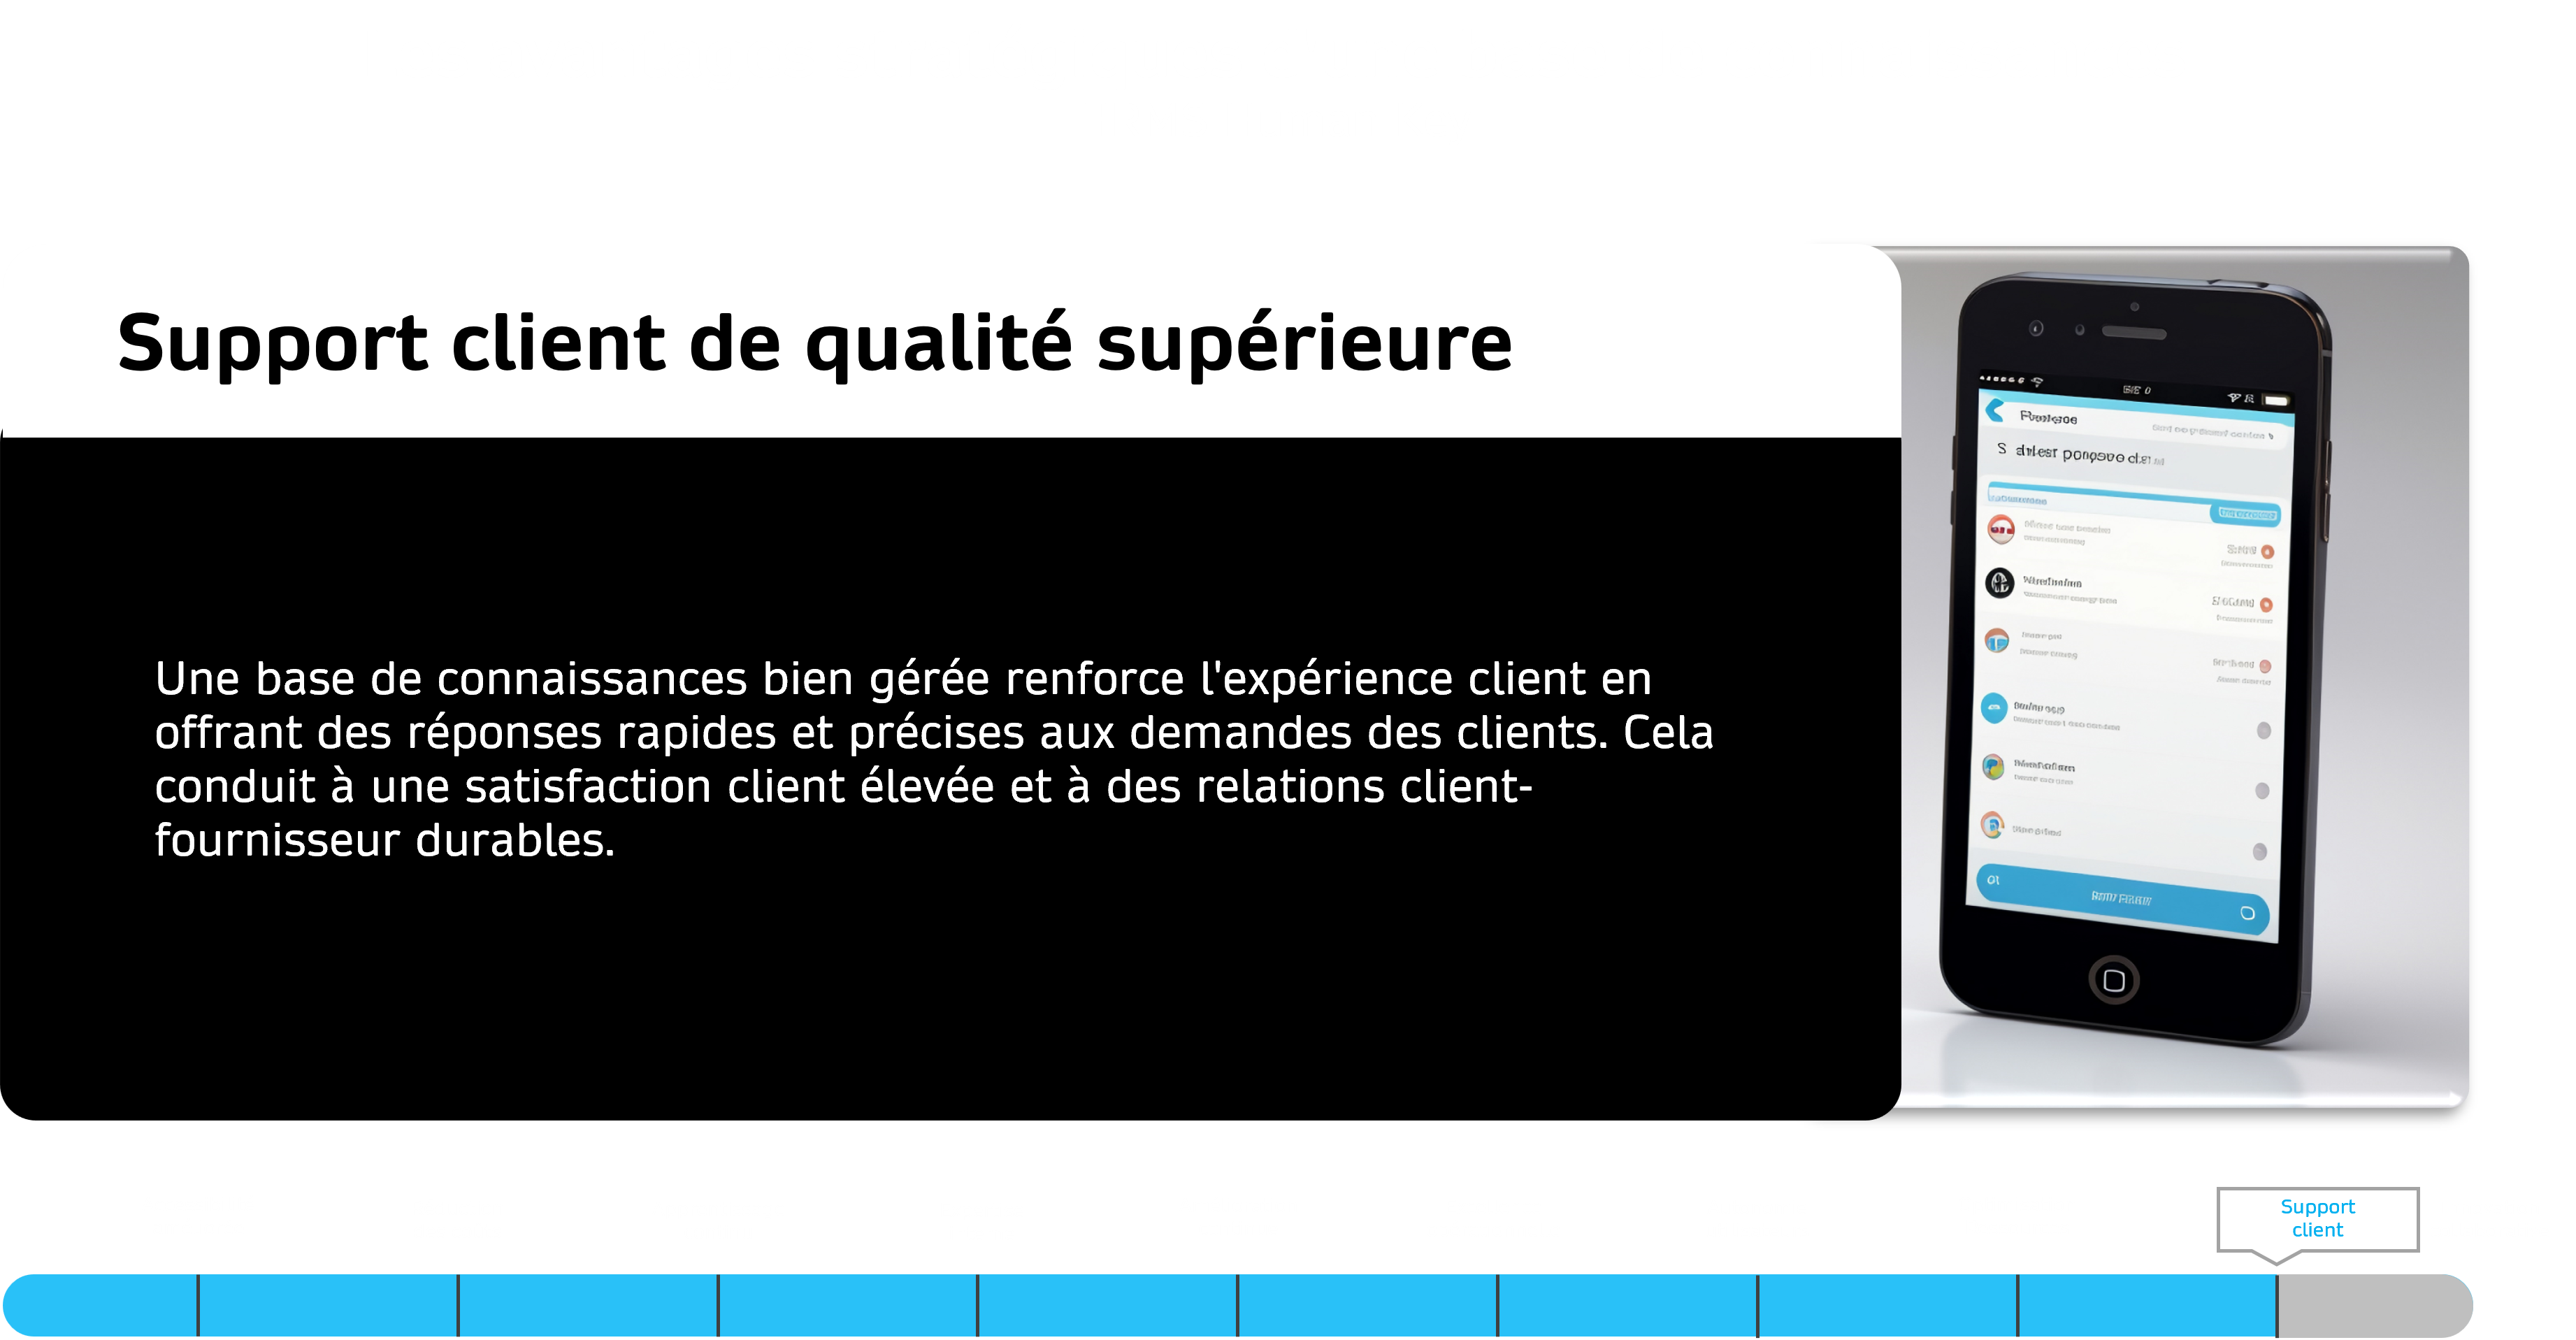 Support client de qualité supérieure
Une base de connaissances bien gérée renforce l'expérience client en
offrant des réponses rapides et précises aux demandes des clients. Cela
conduit à une satisfaction client élevée et à des relations client-
fournisseur durables.
Support
client